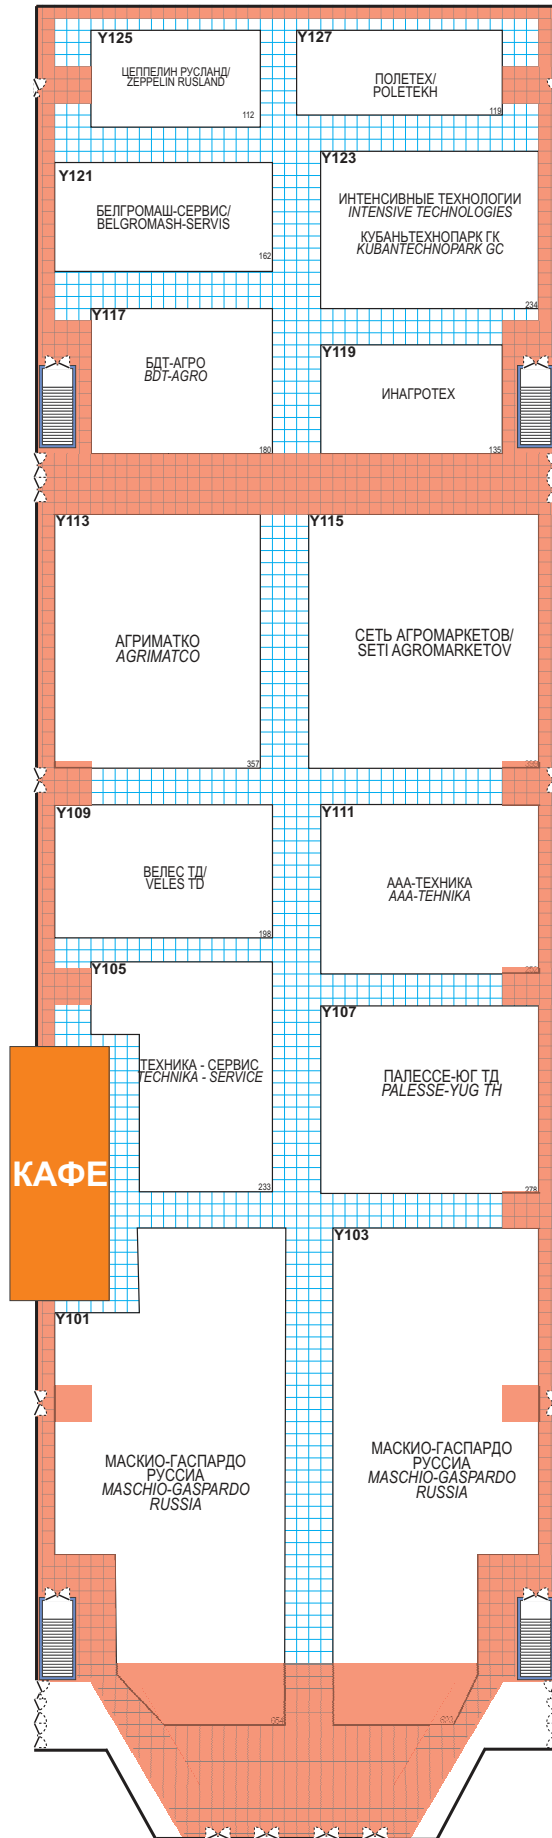 Y125
ЦЕППЕЛИН РУСЛАНД/
ZEPPELIN RUSLAND
112
Y127
ПОЛЕТЕХ/
POLETEKH
119
Y121
БЕЛГРОМАШ-СЕРВИС/
BELGROMASH-SERVIS
162
Y123
ИНТЕНСИВНЫЕ ТЕХНОЛОГИИ
INTENSIVE TECHNOLOGIES
КУБАНЬТЕХНОПАРК ГК
KUBANTECHNOPARK GC
234
Y117
БДТ-АГРО
BDT-AGRO
180
Y119
ИНАГРОТЕХ
135
Y113
АГРИМАТКО
AGRIMATCO
357
Y115
СЕТЬ АГРОМАРКЕТОВ/
SETI AGROMARKETOV
Y109
ВЕЛЕС ТД/
VELES TD
198
Y111
ААА-ТЕХНИКА
AAA-TEHNIKA
Y105
ТЕХНИКА - СЕРВИС
TECHNIKA - SERVICE
233
Y107
ПАЛЕССЕ-ЮГ ТД
PALESSE-YUG TH
278
КАФЕ
Y101
МАСКИО-ГАСПАРДО
РУССИА
MASCHIO-GASPARDO
RUSSIA
Y103
МАСКИО-ГАСПАРДО
РУССИА
MASCHIO-GASPARDO
RUSSIA